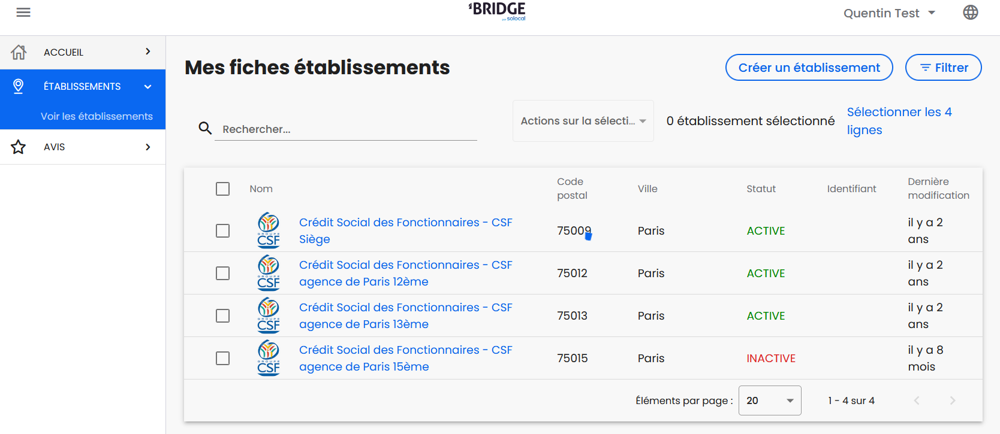 BRIDGE
par solocal
Quentin Test
ACCUEIL
ÉTABLISSEMENTS
Voir les établissements
AVIS
Mes fiches établissements
Créer un établissement
Filtrer
Rechercher...
Actions sur la sélecti...
0 établissement sélectionné
Sélectionner les 4
lignes
Nom
Code
postal
Ville
Statut
Identifiant
Dernière
modification
GROUPE
CSF
Crédit Social des Fonctionnaires - CSF
Siège
75009
Paris
ACTIVE
il y a 2
ans
GROUPE
CSF
Crédit Social des Fonctionnaires - CSF
agence de Paris 12ème
75012
Paris
ACTIVE
il y a 2
ans
GROUPE
CSF
Crédit Social des Fonctionnaires - CSF
agence de Paris 13ème
75013
Paris
ACTIVE
il y a 2
ans
GROUPE
CSF
Crédit Social des Fonctionnaires - CSF
agence de Paris 15ème
75015
Paris
INACTIVE
il y a 8
mois
Éléments par page :
20
1 - 4 sur 4